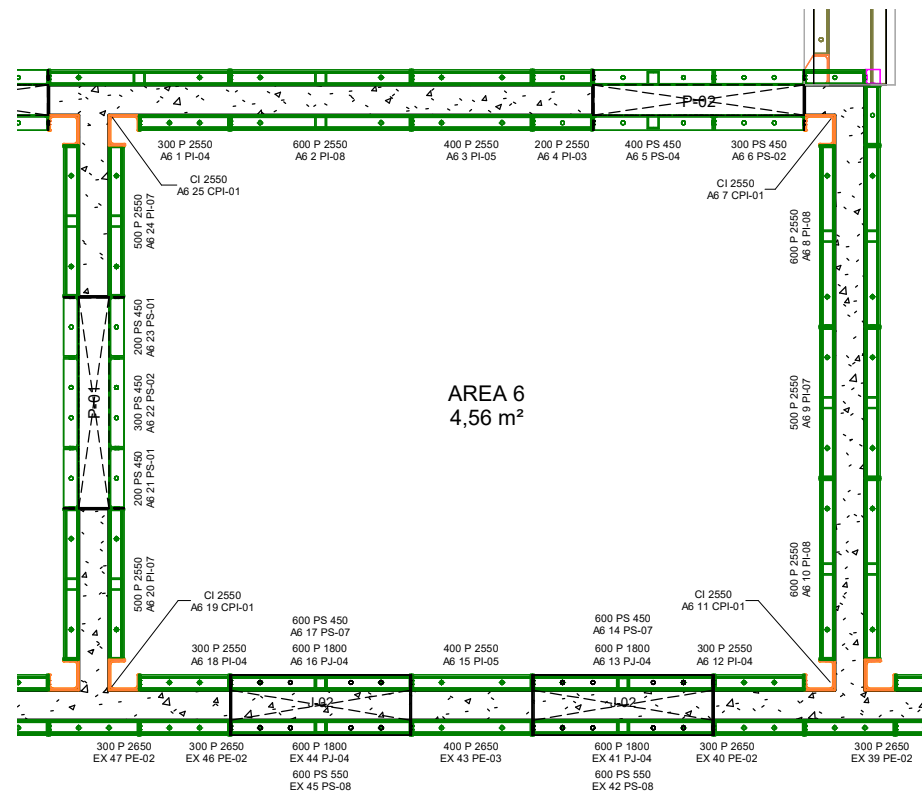 P-02
300 P 2550
A6 1 PI-04
600 P 2550
A6 2 PI-08
400 P 2550
A6 3 PI-05
200 P 2550
A6 4 PI-03
400 PS 450
A6 5 PS-04
300 PS 450
A6 6 PS-02
CI 2550
A6 25 CPI-01
CI 2550
A6 7 CPI-01
500 P 2550
A6 24 PI-07
600 P 2550
A6 8 PI-08
200 PS 450
A6 23 PS-01
300 PS 450
A6 22 PS-02
200 PS 450
A6 21 PS-01
P-01
AREA 6
4,56 m²
500 P 2550
A6 9 PI-07
500 P 2550
A6 20 PI-07
600 P 2550
A6 10 PI-08
CI 2550
A6 19 CPI-01
CI 2550
A6 11 CPI-01
600 PS 450
A6 17 PS-07
600 PS 450
A6 14 PS-07
300 P 2550
A6 18 PI-04
600 P 1800
A6 16 PJ-04
400 P 2550
A6 15 PI-05
600 P 1800
A6 13 PJ-04
300 P 2550
A6 12 PI-04
J-02
J-02
300 P 2650
EX 47 PE-02
300 P 2650
EX 46 PE-02
600 P 1800
EX 44 PJ-04
400 P 2650
EX 43 PE-03
600 P 1800
EX 41 PJ-04
300 P 2650
EX 40 PE-02
300 P 2650
EX 39 PE-02
600 PS 550
EX 45 PS-08
600 PS 550
EX 42 PS-08